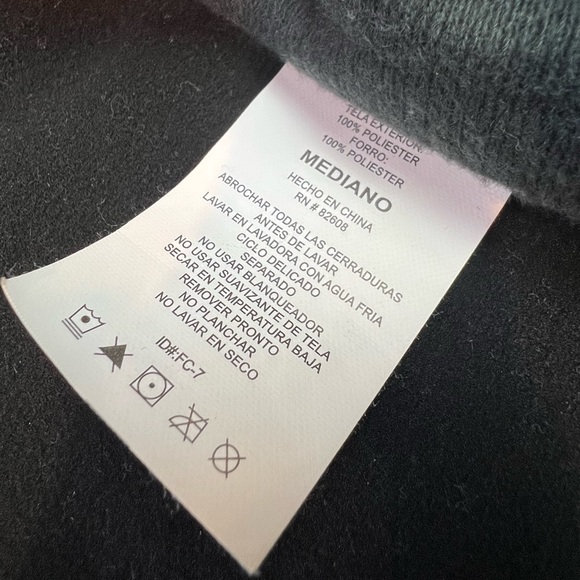 TELA EXTERIOR:
100% POLIESTER
FORRO:
100% POLIESTER
MEDIANO
HECHO EN CHINA
RN # 82608
ABROCHAR TODAS LAS CERRADURAS
ANTES DE LAVAR
LAVAR EN LAVADORA CON AGUA FRIA
CICLO DELICADO
SEPARADO
NO USAR BLANQUEADOR
NO USAR SUAVIZANTE DE TELA
SECAR EN TEMPERATURA BAJA
REMOVER PRONTO
NO PLANCHAR
NO LAVAR EN SECO
ID#:FC-7